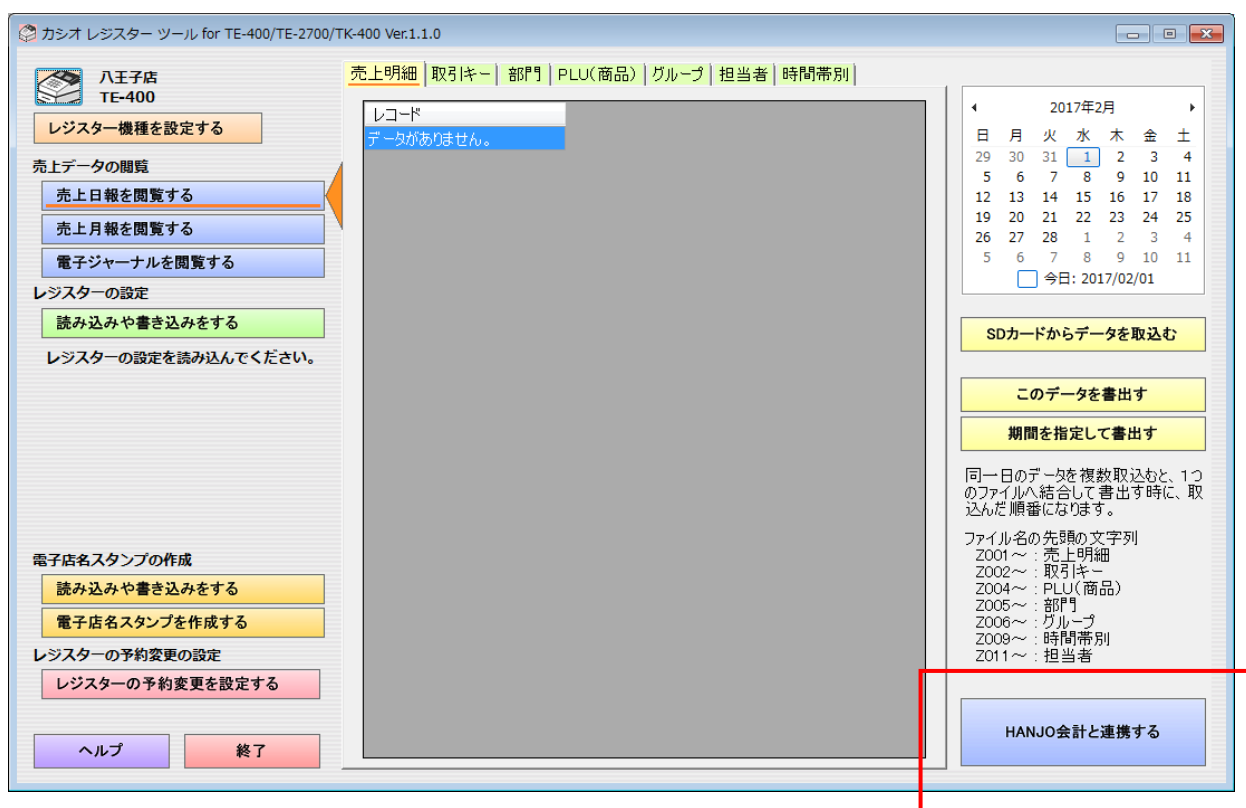 カシオ レジスター ツール for TE-400/TE-2700/TK-400 Ver.1.1.0
八王子店
TE-400
レジスター機種を設定する
売上データの閲覧
売上日報を閲覧する
売上月報を閲覧する
電子ジャーナルを閲覧する
レジスターの設定
読み込みや書き込みをする
レジスターの設定を読み込んでください。
電子店名スタンプの作成
読み込みや書き込みをする
電子店名スタンプを作成する
レジスターの予約変更の設定
レジスターの予約変更を設定する
ヘルプ 終了
売上明細 取引キー 部門 PLU(商品) グループ 担当者 時間帯別
レコード
データがありません。
2017年2月
日 月 火 水 木 金 土
29 30 31 1 2 3 4
5 6 7 8 9 10 11
12 13 14 15 16 17 18
19 20 21 22 23 24 25
26 27 28 1 2 3 4
5 6 7 8 9 10 11
今日: 2017/02/01
SDカードからデータを取込む
このデータを書出す
期間を指定して書出す
同一日のデータを複数取込むと、1つ
のファイルへ結合して書出す時に、取
込んだ順番になります。
ファイル名の先頭の文字列
Z001～：売上明細
Z002～：取引キー
Z004～：PLU(商品)
Z005～：部門
Z006～：グループ
Z009～：時間帯別
Z011～：担当者
HANJO会計と連携する